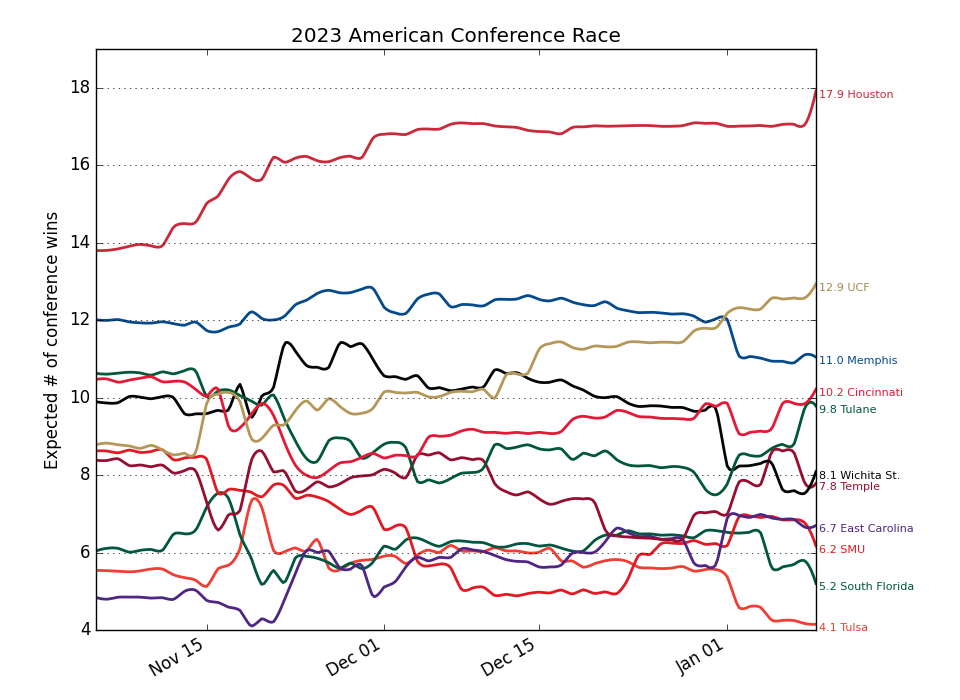 2023 American Conference Race
Expected # of conference wins
18
16
14
12
10
8
6
4
Nov 15
Dec 01
Dec 15
Jan 01
17.9 Houston
12.9 UCF
11.0 Memphis
10.2 Cincinnati
9.8 Tulane
8.1 Wichita St.
7.8 Temple
6.7 East Carolina
6.2 SMU
5.2 South Florida
4.1 Tulsa